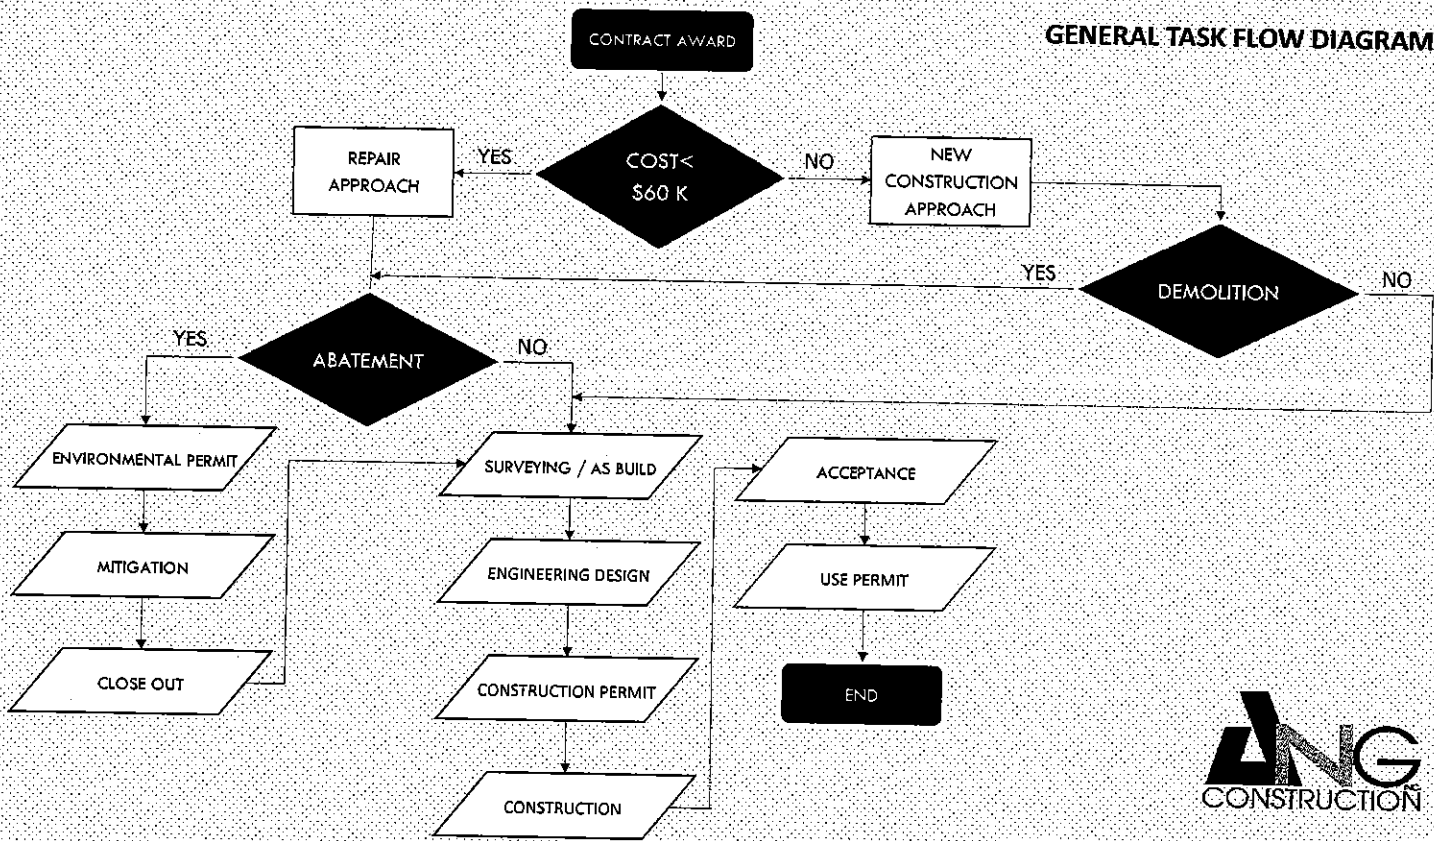 GENERAL TASK FLOW DIAGRAM
CONTRACT AWARD
COST<
$60 K
YES
NO
REPAIR
APPROACH
NEW
CONSTRUCTION
APPROACH
DEMOLITION
YES
NO
ABATEMENT
YES
NO
ENVIRONMENTAL PERMIT
MITIGATION
CLOSE OUT
SURVEYING / AS BUILD
ENGINEERING DESIGN
CONSTRUCTION PERMIT
CONSTRUCTION
ACCEPTANCE
USE PERMIT
END
ANG
CONSTRUCTION